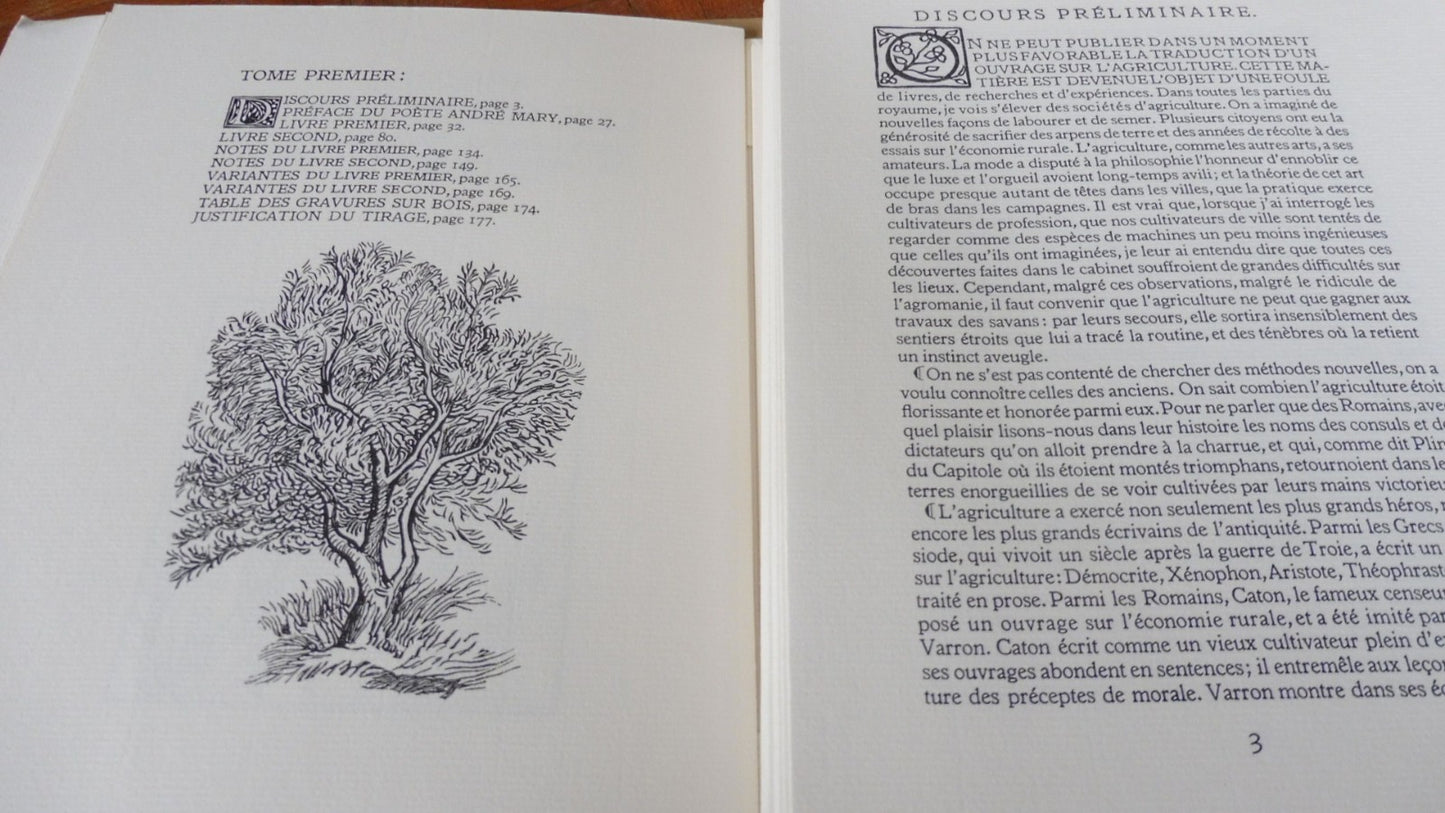 TOME PREMIER :
DISCOURS PRÉLIMINAIRE, page 3.
PRÉFACE DU POÈTE ANDRÉ MARY, page 27.
LIVRE PREMIER, page 32.
LIVRE SECOND, page 80.
NOTES DU LIVRE PREMIER, page 134.
NOTES DU LIVRE SECOND, page 149.
VARIANTES DU LIVRE PREMIER, page 165.
VARIANTES DU LIVRE SECOND, page 169.
TABLE DES GRAVURES SUR BOIS, page 174.
JUSTIFICATION DU TIRAGE, page 177.
DISCOURS PRÉLIMINAIRE.
ON NE PEUT PUBLIER DANS UN MOMENT
PLUS FAVORABLE LA TRADUCTION D'UN
OUVRAGE SUR L'AGRICULTURE. CETTE MA-
TIÈRE EST DEVENUE L'OBJET D'UNE FOULE
de livres, de recherches et d'expériences. Dans toutes les parties du
royaume, je vois s'élever des sociétés d'agriculture. On a imaginé de
nouvelles façons de labourer et de semer. Plusieurs citoyens ont eu la
générosité de sacrifier des arpens de terre et des années de récolte à des
essais sur l'économie rurale. L'agriculture, comme les autres arts, a ses
amateurs. La mode a disputé à la philosophie l'honneur d'ennoblir ce
que le luxe et l'orgueil avoient long-temps avili ; et la théorie de cet art
occupe presque autant de têtes dans les villes, que la pratique exerce
de bras dans les campagnes. Il est vrai que, lorsque j'ai interrogé les
cultivateurs de profession, que nos cultivateurs de ville sont tentés de
regarder comme des espèces de machines un peu moins ingénieuses
que celles qu'ils ont imaginées, je leur ai entendu dire que toutes ces
découvertes faites dans le cabinet souffroient de grandes difficultés sur
les lieux. Cependant, malgré ces observations, malgré le ridicule de
l'agromanie, il faut convenir que l'agriculture ne peut que gagner aux
travaux des savans : par leurs secours, elle sortira insensiblement des
sentiers étroits que lui a tracé la routine, et des ténèbres où la retient
un instinct aveugle.
⁋ On ne s'est pas contenté de chercher des méthodes nouvelles, on a
voulu connoître celles des anciens. On sait combien l'agriculture étoit
florissante et honorée parmi eux. Pour ne parler que des Romains, avec
quel plaisir lisons-nous dans leur histoire les noms des consuls et de
dictateurs qu'on alloit prendre à la charrue, et qui, comme dit Plin
du Capitole où ils étoient montés triomphans, retournoient dans le
terres enorgueillies de se voir cultivées par leurs mains victorieu
⁋ L'agriculture a exercé non seulement les plus grands héros,
encore les plus grands écrivains de l'antiquité. Parmi les Grecs
siode, qui vivoit un siècle après la guerre de Troie, a écrit un
sur l'agriculture : Démocrite, Xénophon, Aristote, Théophrast
traité en prose. Parmi les Romains, Caton, le fameux censeu
posé un ouvrage sur l'économie rurale, et a été imité par
Varron. Caton écrit comme un vieux cultivateur plein d'e
ses ouvrages abondent en sentences ; il entremêle aux leço
ture des préceptes de morale. Varron montre dans ses éc
3